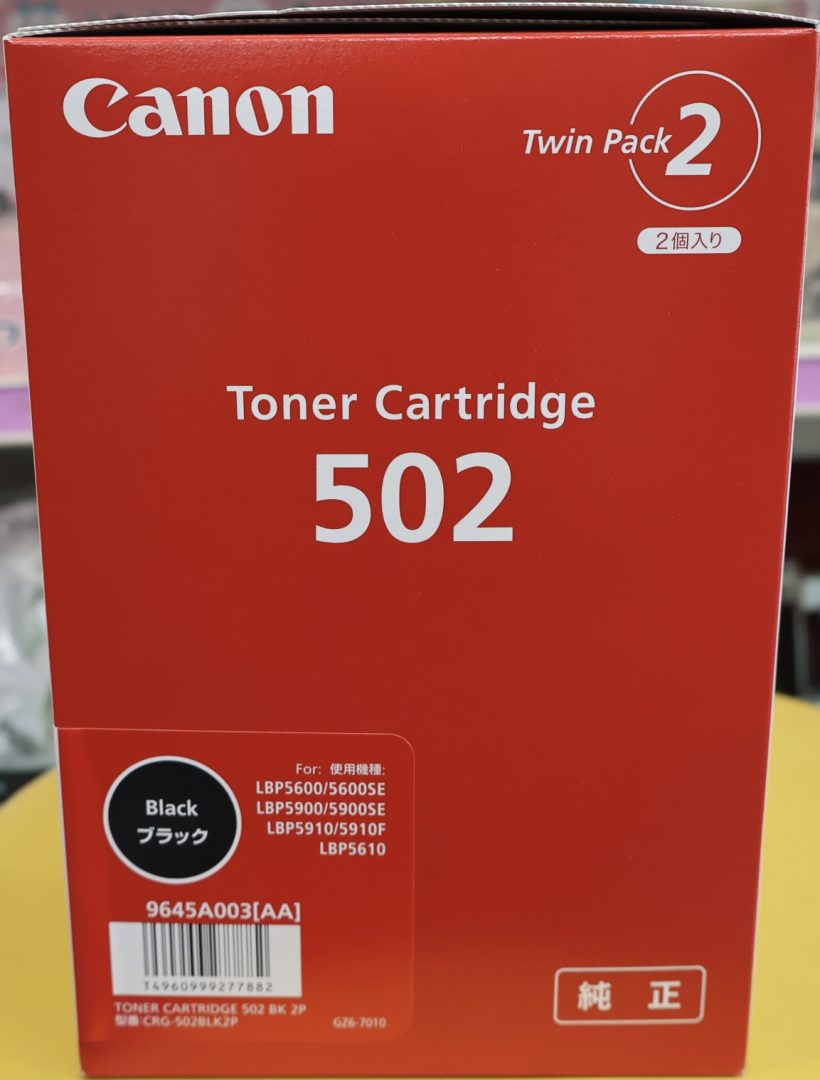 Canon
Twin Pack 2
2個入り
Toner Cartridge
502
Black
ブラック
For: 使用機種:
LBP5600/5600SE
LBP5900/5900SE
LBP5910/5910F
LBP5610
9645A003[AA]
T4960999277882
TONER CARTRIDGE 502 BK 2P
型番:CRG-502BLK2P
GZ6-7010
純 正